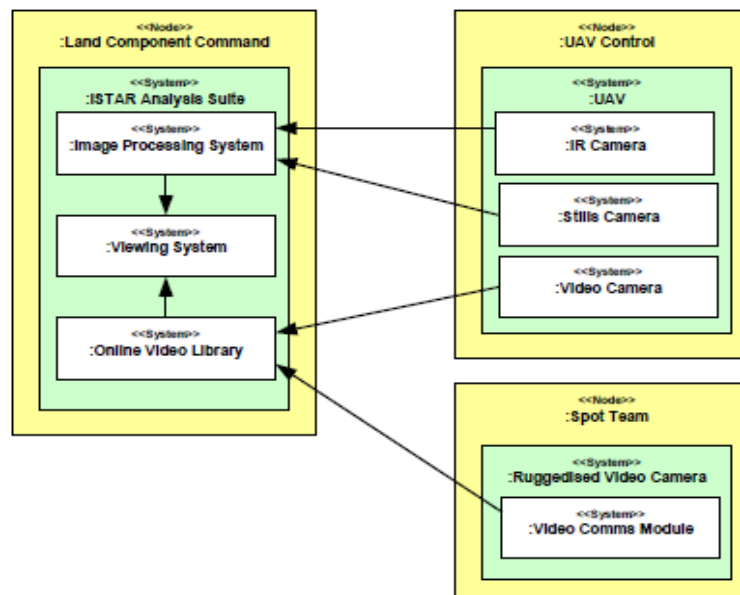 <<Node>>
:Land Component Command
<<System>>
:ISTAR Analysis Suite
<<System>>
:Image Processing System
<<System>>
:Viewing System
<<System>>
:Online Video Library
<<Node>>
:UAV Control
<<System>>
:UAV
<<System>>
:IR Camera
<<System>>
:Stills Camera
<<System>>
:Video Camera
<<Node>>
:Spot Team
<<System>>
:Ruggedised Video Camera
<<System>>
:Video Comms Module